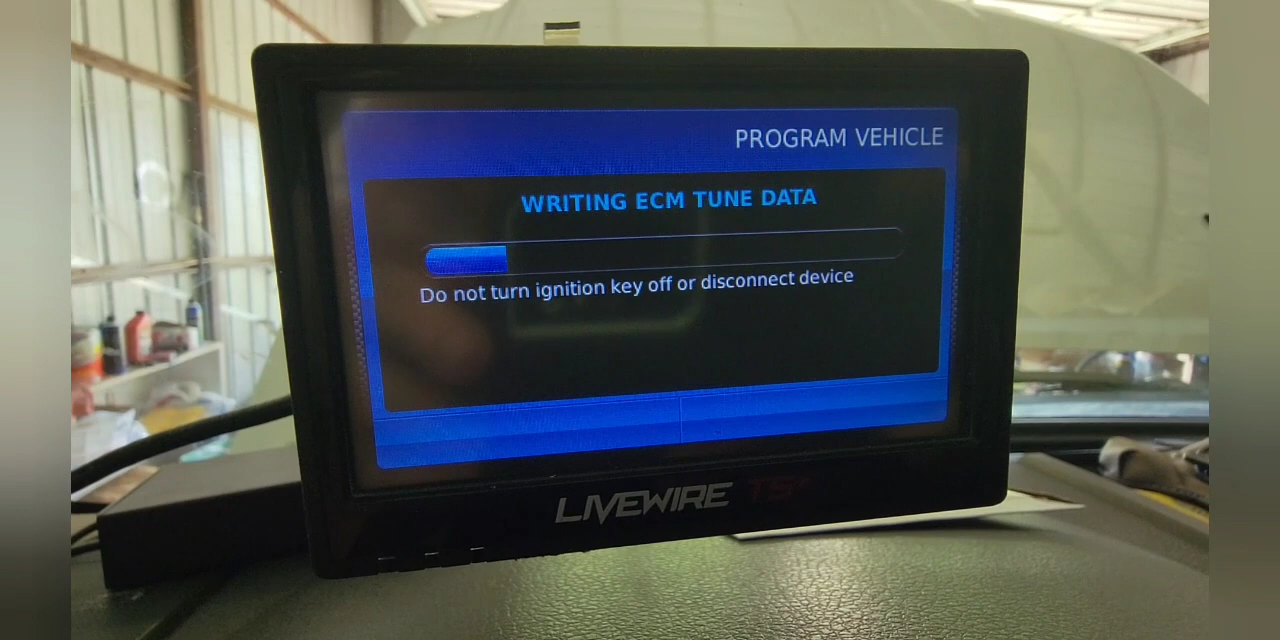 PROGRAM VEHICLE
WRITING ECM TUNE DATA
Do not turn ignition key off or disconnect device
LIVEWIRE TS+